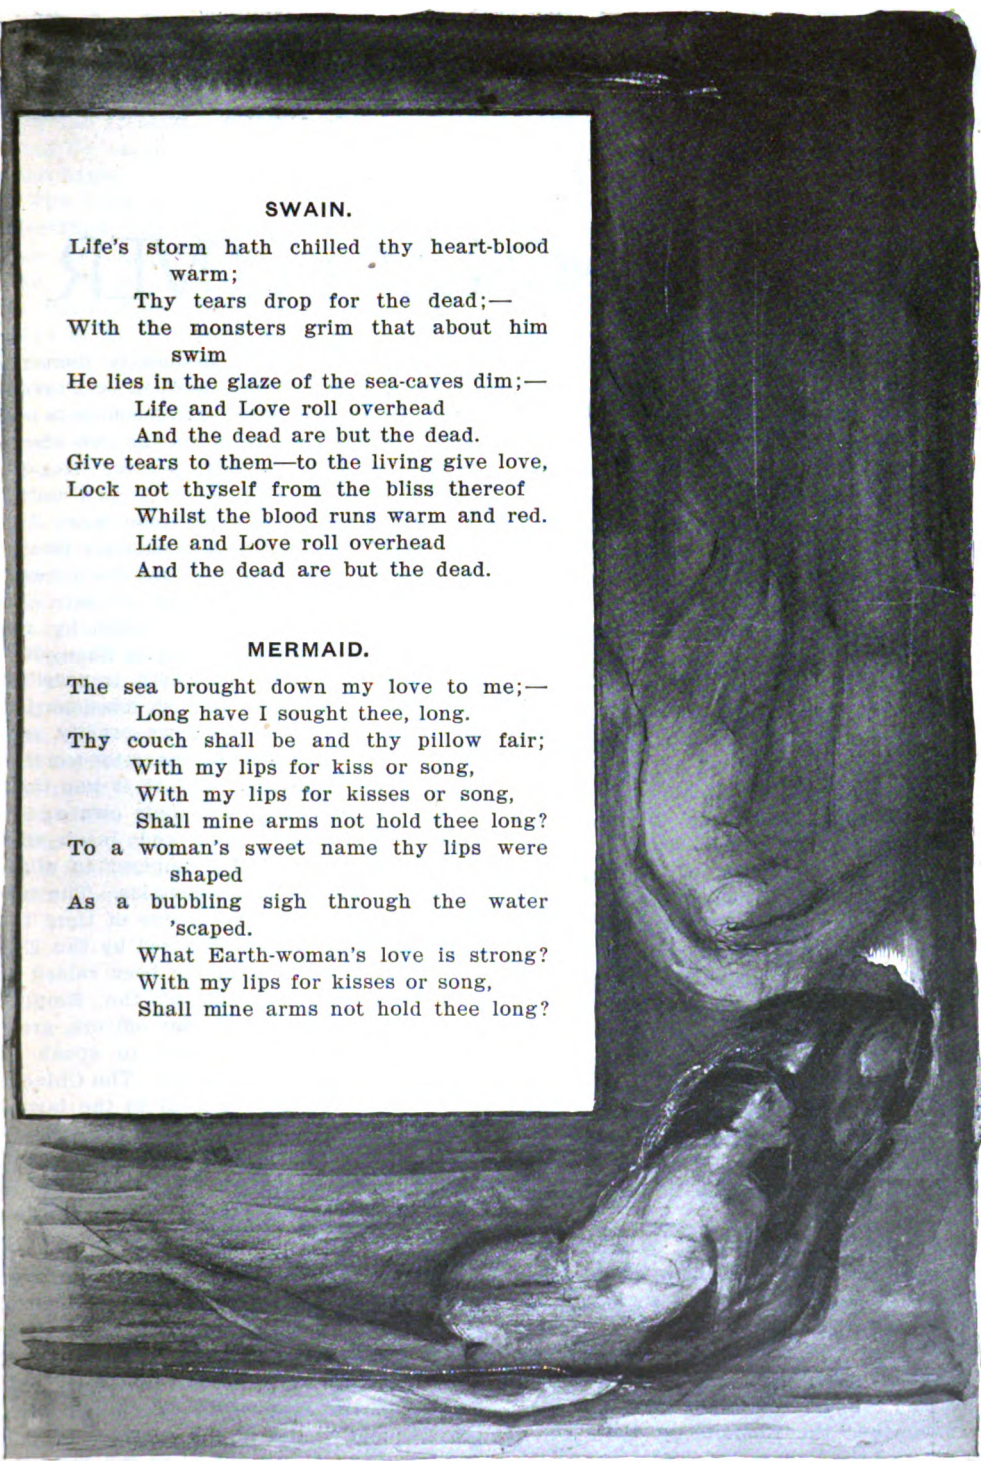 SWAIN.
Life's storm hath chilled thy heart-blood
warm;
Thy tears drop for the dead;—
With the monsters grim that about him
swim
He lies in the glaze of the sea-caves dim;—
Life and Love roll overhead
And the dead are but the dead.
Give tears to them—to the living give love,
Lock not thyself from the bliss thereof
Whilst the blood runs warm and red.
Life and Love roll overhead
And the dead are but the dead.
MERMAID.
The sea brought down my love to me;—
Long have I sought thee, long.
Thy couch shall be and thy pillow fair;
With my lips for kiss or song,
With my lips for kisses or song,
Shall mine arms not hold thee long?
To a woman's sweet name thy lips were
shaped
As a bubbling sigh through the water
'scaped.
What Earth-woman's love is strong?
With my lips for kisses or song,
Shall mine arms not hold thee long?